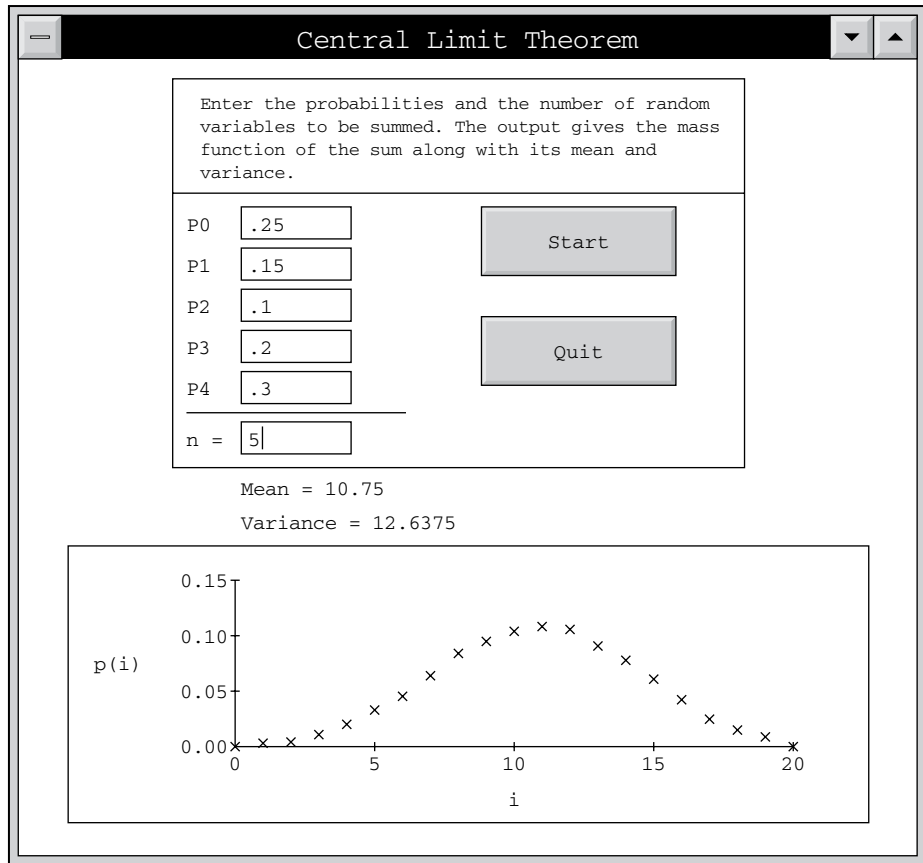 Central Limit Theorem
Enter the probabilities and the number of random
variables to be summed. The output gives the mass
function of the sum along with its mean and
variance.
P0 .25
Start
P1 .15
P2 .1
Quit
P3 .2
P4 .3
n = 5
Mean = 10.75
Variance = 12.6375
0.15
0.10
p(i)
0.05
0.00
0 5 10 15 20
i